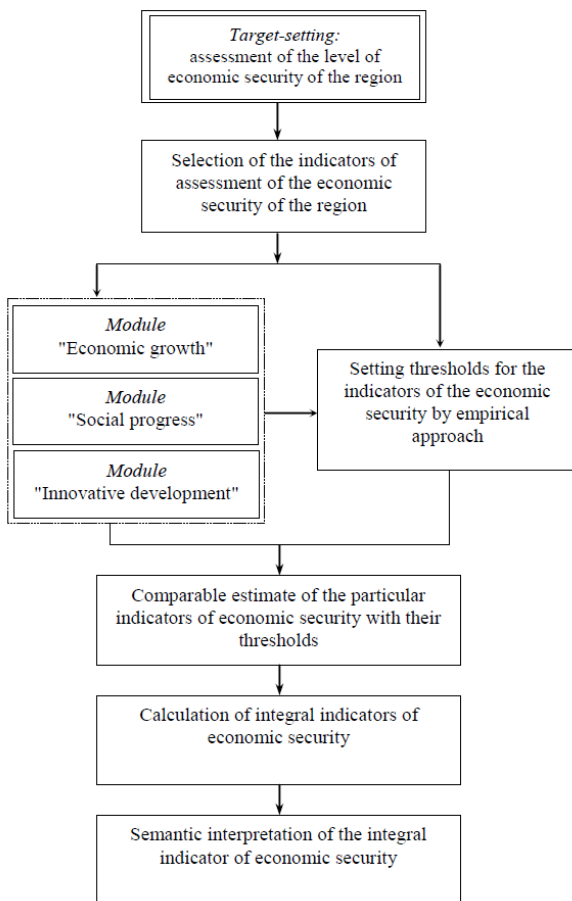 Target-setting:
assessment of the level of
economic security of the region
Selection of the indicators of
assessment of the economic
security of the region
Module
"Economic growth"
Module
"Social progress"
Module
"Innovative development"
Setting thresholds for the
indicators of the economic
security by empirical
approach
Comparable estimate of the particular
indicators of economic security with their
thresholds
Calculation of integral indicators of
economic security
Semantic interpretation of the integral
indicator of economic security